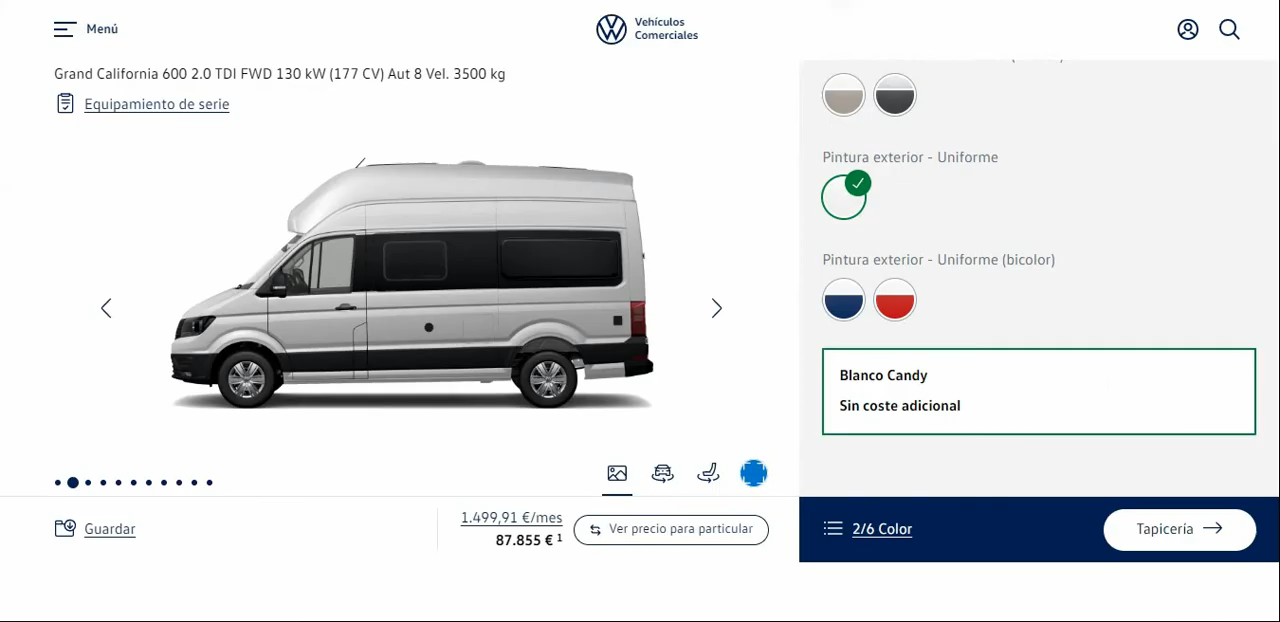 Menú
Vehículos
Comerciales
Grand California 600 2.0 TDI FWD 130 kW (177 CV) Aut 8 Vel. 3500 kg
Equipamiento de serie
Guardar
1.499,91 €/mes
87.855 € 1
Ver precio para particular
Pintura exterior - Uniforme
Pintura exterior - Uniforme (bicolor)
Blanco Candy
Sin coste adicional
2/6 Color
Tapicería